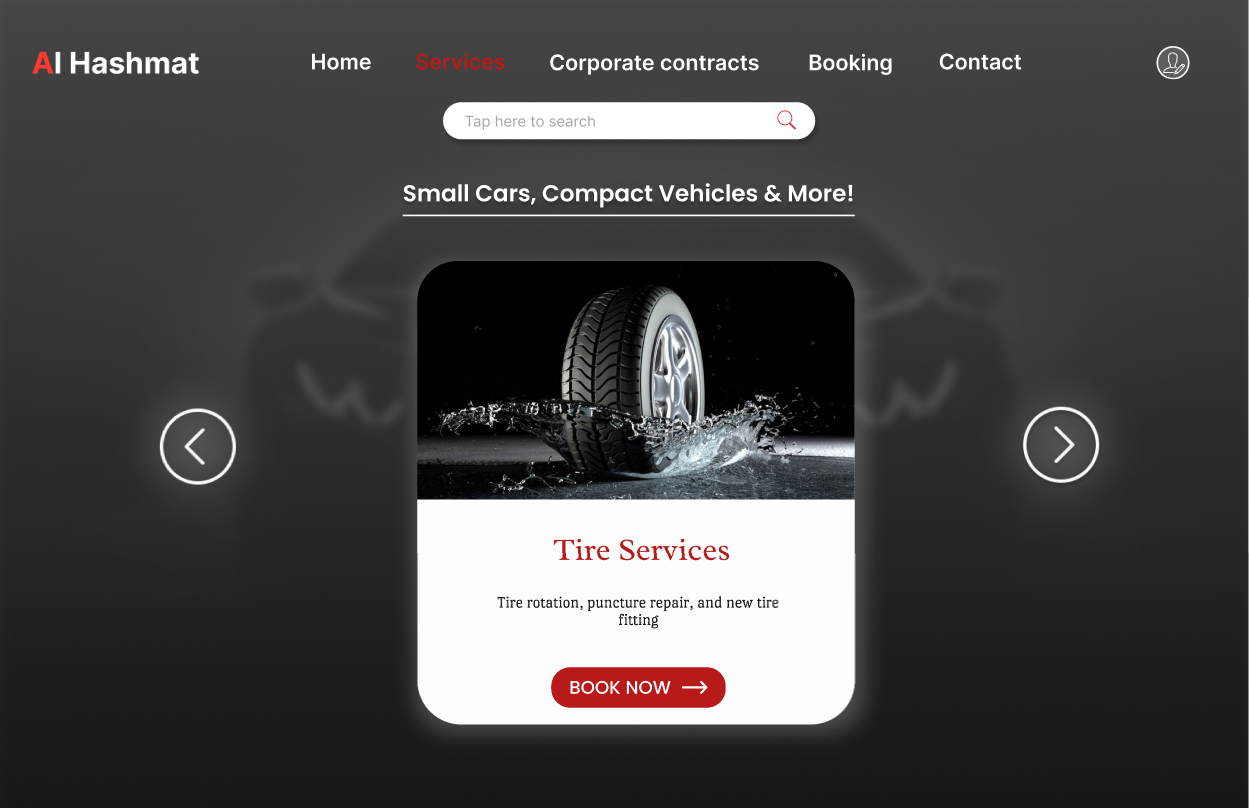 Al Hashmat
Home
Services
Corporate contracts
Booking
Contact
Tap here to search
Small Cars, Compact Vehicles & More!
Tire Services
Tire rotation, puncture repair, and new tire
fitting
BOOK NOW